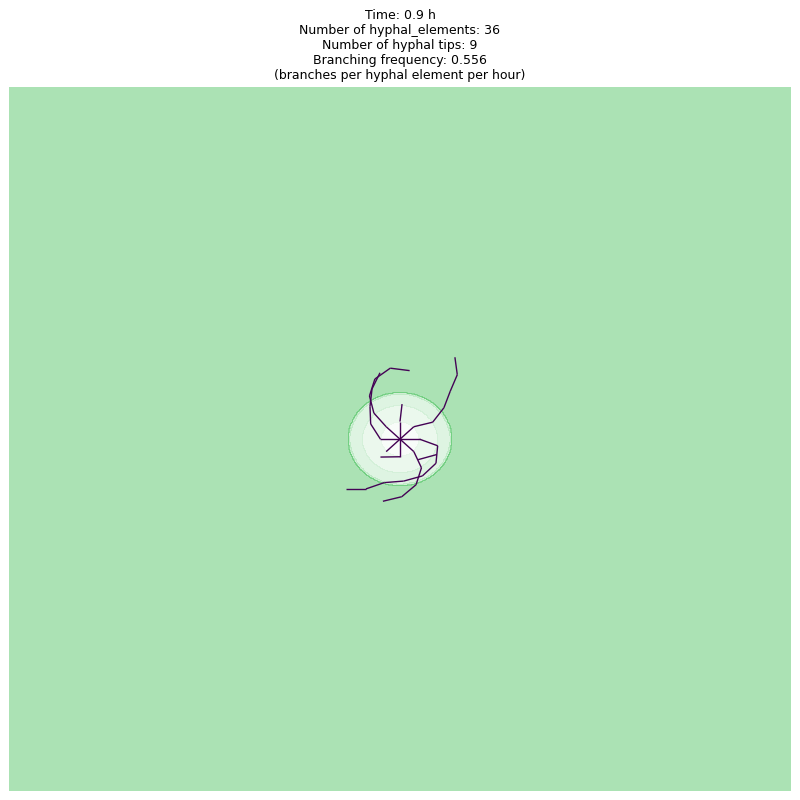 Time: 0.9 h
Number of hyphal_elements: 36
Number of hyphal tips: 9
Branching frequency: 0.556
(branches per hyphal element per hour)